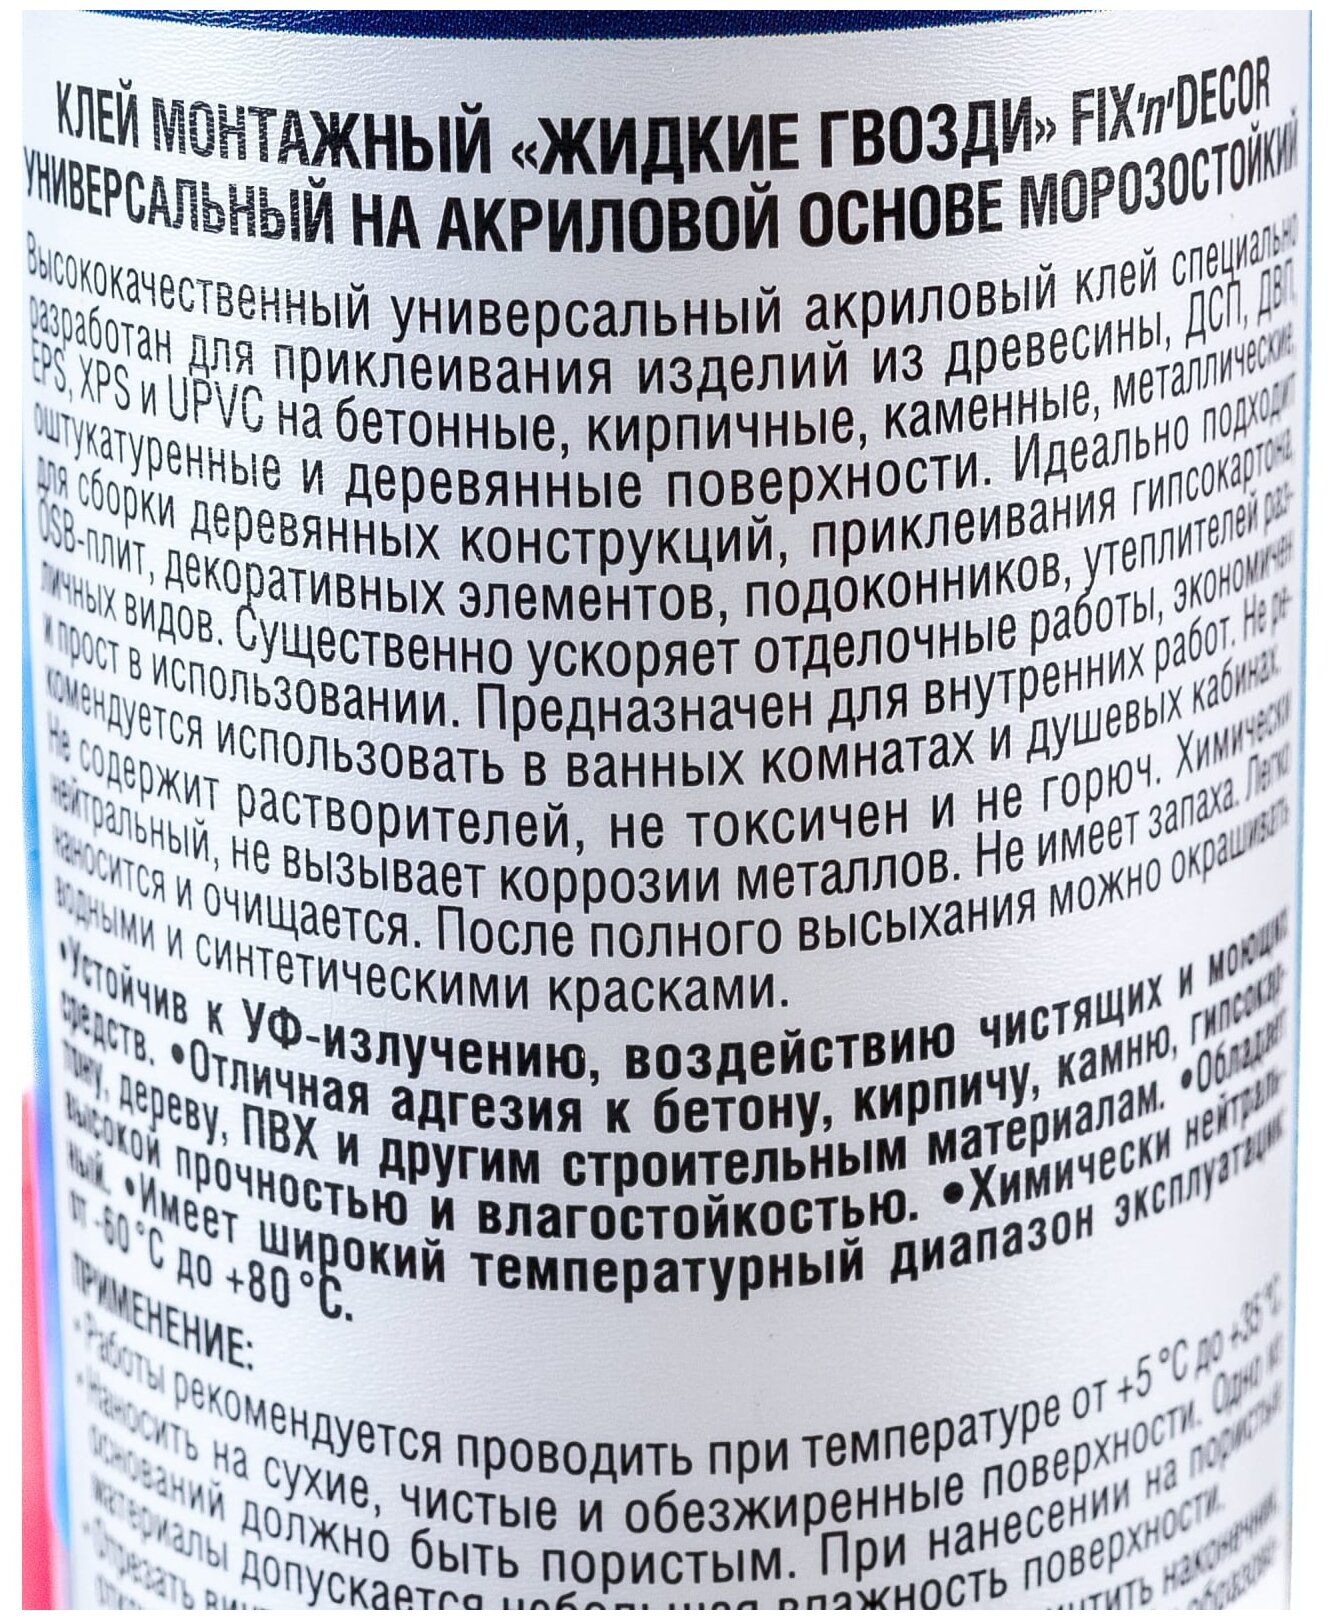 КЛЕЙ МОНТАЖНЫЙ «ЖИДКИЕ ГВОЗДИ» FIX'n'DECOR
УНИВЕРСАЛЬНЫЙ НА АКРИЛОВОЙ ОСНОВЕ МОРОЗОСТОЙКИЙ
Высококачественный универсальный акриловый клей специально
разработан для приклеивания изделий из древесины, ДСП, ДВП,
EPS, XPS и UPVC на бетонные, кирпичные, каменные, металлические,
оштукатуренные и деревянные поверхности. Идеально подходит
для сборки деревянных конструкций, приклеивания гипсокартона,
OSB-плит, декоративных элементов, подоконников, утеплителей раз-
личных видов. Существенно ускоряет отделочные работы, экономичен
и прост в использовании. Предназначен для внутренних работ. Не ре-
комендуется использовать в ванных комнатах и душевых кабинах.
Не содержит растворителей, не токсичен и не горюч. Химически
нейтральный, не вызывает коррозии металлов. Не имеет запаха. Легко
наносится и очищается. После полного высыхания можно окрашивать
водными и синтетическими красками.
•Устойчив к УФ-излучению, воздействию чистящих и моющих
средств. •Отличная адгезия к бетону, кирпичу, камню, гипсокар-
тону, дереву, ПВХ и другим строительным материалам. •Обладает
высокой прочностью и влагостойкостью. •Химически нейтраль-
ный. •Имеет широкий температурный диапазон эксплуатации:
от -60 °C до +80 °C.
ПРИМЕНЕНИЕ:
• Работы рекомендуется проводить при температуре от +5 °C до +35 °C.
• Наносить на сухие, чистые и обезжиренные поверхности. Одно из
оснований должно быть пористым. При нанесении на пористые
материалы допускается небольшая влажность поверхности.
• Отрезать наконечник,